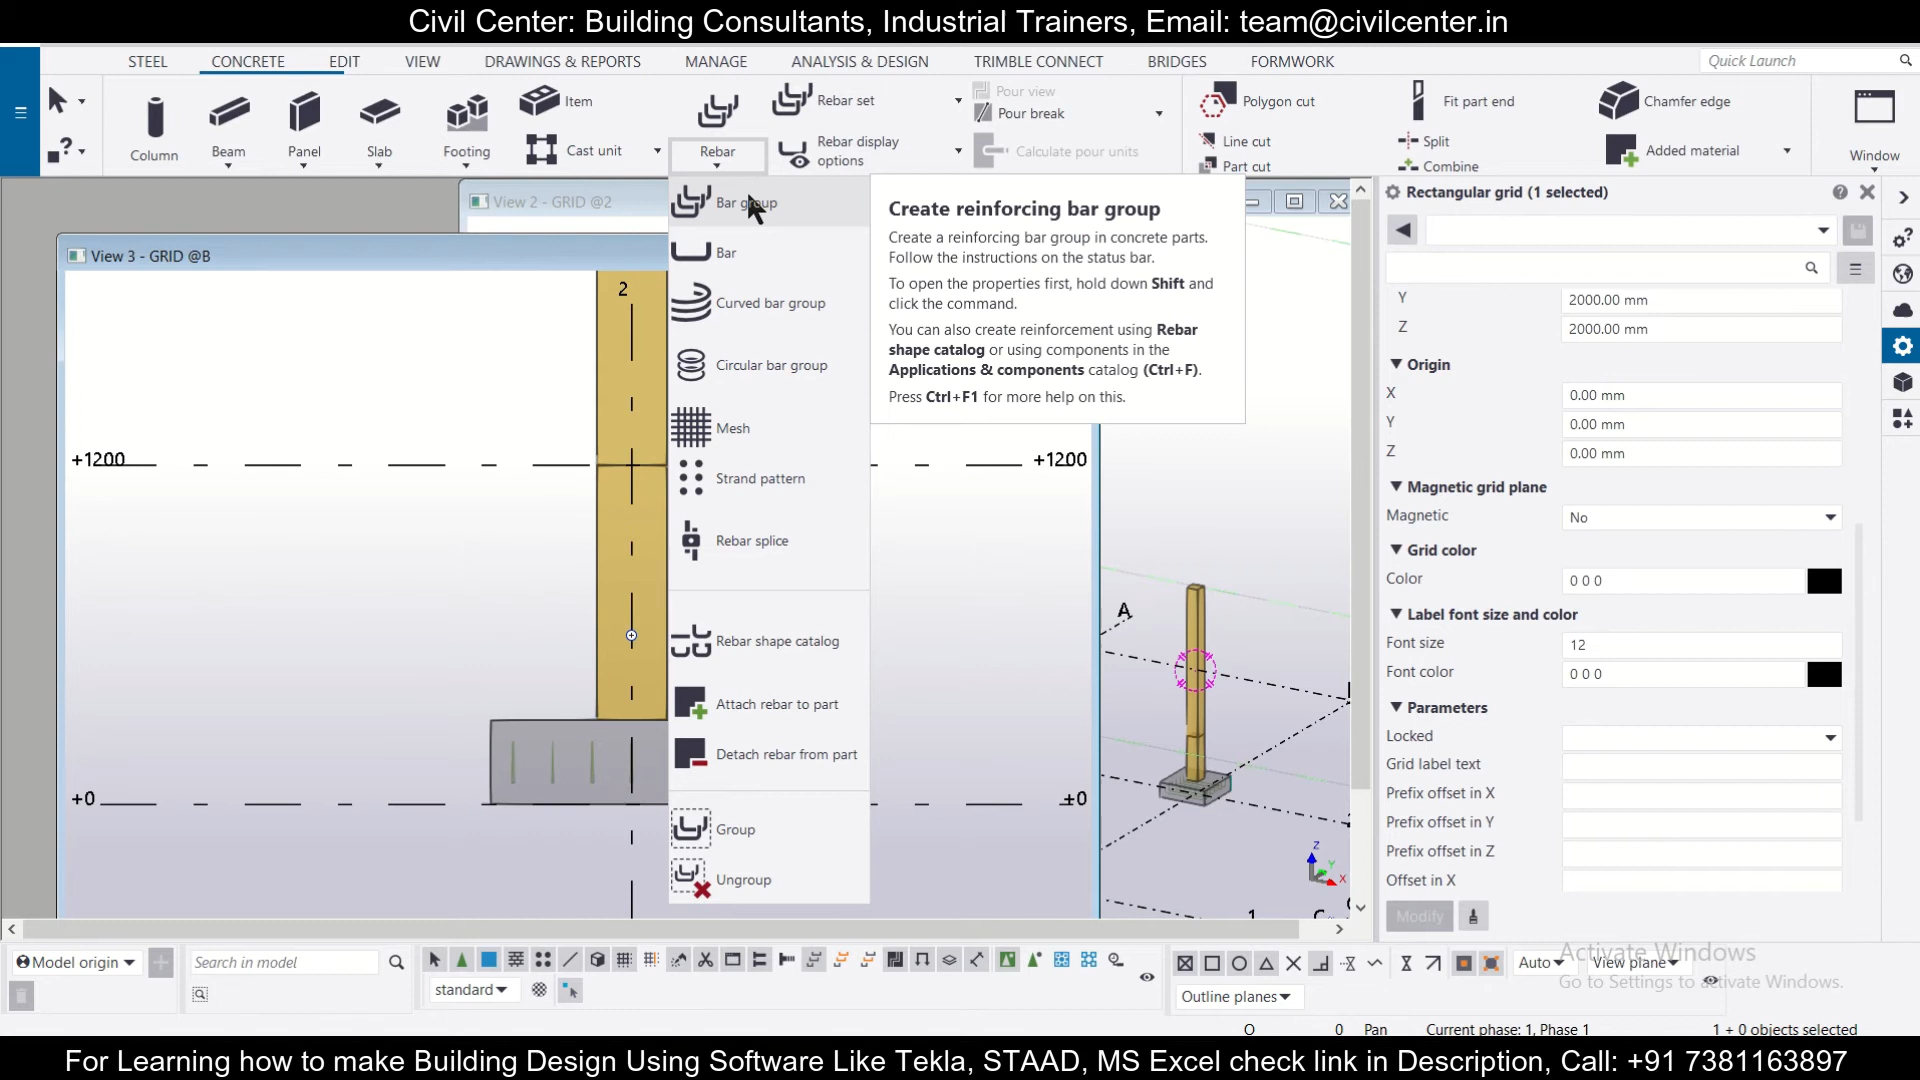 Civil Center: Building Consultants, Industrial Trainers, Email: team@civilcenter.in
STEEL CONCRETE EDIT VIEW DRAWINGS & REPORTS MANAGE ANALYSIS & DESIGN TRIMBLE CONNECT BRIDGES FORMWORK Quick Launch
Column
Beam
Panel
Slab
Footing
Item
Cast unit
Rebar
Rebar set
Rebar display
options
Pour view
Pour break
Calculate pour units
Polygon cut
Line cut
Part cut
Fit part end
Split
Combine
Chamfer edge
Added material
Window
View 2 - GRID @2
View 3 - GRID @B
2
+1200
+1200
+0
+0
Bar group
Bar
Curved bar group
Circular bar group
Mesh
Strand pattern
Rebar splice
Rebar shape catalog
Attach rebar to part
Detach rebar from part
Group
Ungroup
Create reinforcing bar group
Create a reinforcing bar group in concrete parts.
Follow the instructions on the status bar.
To open the properties first, hold down Shift and
click the command.
You can also create reinforcement using Rebar
shape catalog or using components in the
Applications & components catalog (Ctrl+F).
Press Ctrl+F1 for more help on this.
A
Z
Y
X
1
Rectangular grid (1 selected)
Y 2000.00 mm
Z 2000.00 mm
Origin
X 0.00 mm
Y 0.00 mm
Z 0.00 mm
Magnetic grid plane
Magnetic No
Grid color
Color 0 0 0
Label font size and color
Font size 12
Font color 0 0 0
Parameters
Locked
Grid label text
Prefix offset in X
Prefix offset in Y
Prefix offset in Z
Offset in X
Modify
Model origin
Search in model
standard
Auto
View plane
Outline planes
Activate Windows
Go to Settings to activate Windows.
O 0 Pan Current phase: 1, Phase 1 1 + 0 objects selected
For Learning how to make Building Design Using Software Like Tekla, STAAD, MS Excel check link in Description, Call: +91 7381163897